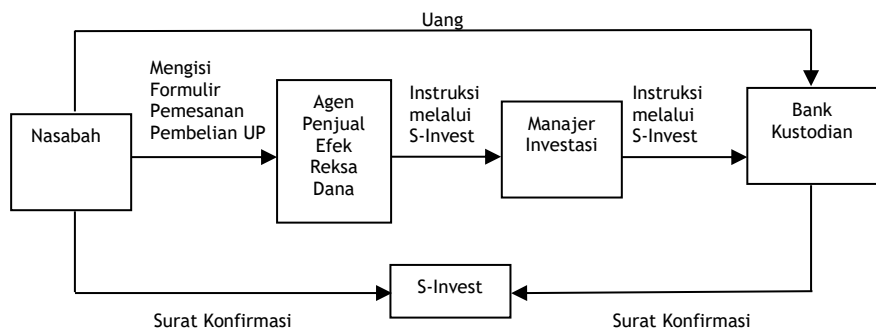 Uang
Mengisi
Formulir
Pemesanan
Pembelian UP
Nasabah
Agen
Penjual
Efek
Reksa
Dana
Instruksi
melalui
S-Invest
Manajer
Investasi
Instruksi
melalui
S-Invest
Bank
Kustodian
S-Invest
Surat Konfirmasi
Surat Konfirmasi